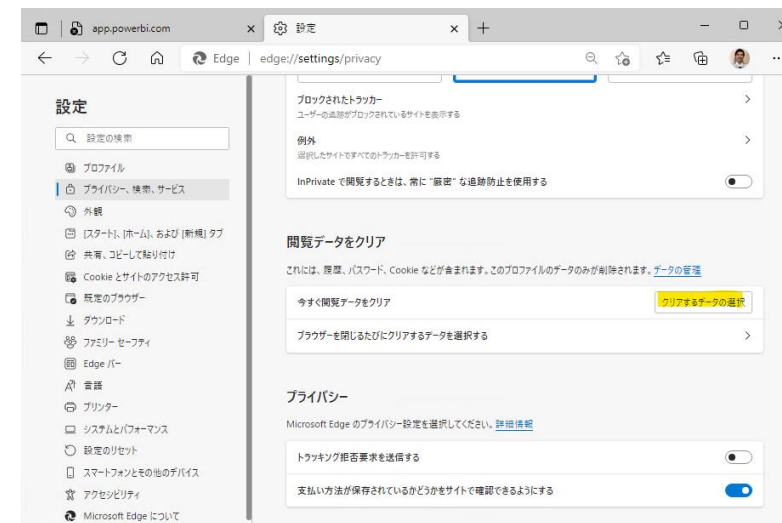 app.powerbi.com
設定
Edge
edge://settings/privacy
設定
設定の検索
プロファイル
プライバシー、検索、サービス
外観
[スタート]、[ホーム]、および [新規] タブ
共有、コピーして貼り付け
Cookie とサイトのアクセス許可
既定のブラウザー
ダウンロード
ファミリー セーフティ
Edge バー
言語
プリンター
システムとパフォーマンス
設定のリセット
スマートフォンとその他のデバイス
アクセシビリティ
Microsoft Edge について
ブロックされたトラッカー
ユーザーの追跡がブロックされているサイトを表示する
例外
選択したサイトですべてのトラッカーを許可する
InPrivate で閲覧するときは、常に "厳密" な追跡防止を使用する
閲覧データをクリア
これには、履歴、パスワード、Cookie などが含まれます。このプロファイルのデータのみが削除されます。データの管理
今すぐ閲覧データをクリア
クリアするデータの選択
ブラウザーを閉じるたびにクリアするデータを選択する
プライバシー
Microsoft Edge のプライバシー設定を選択してください。詳細情報
トラッキング拒否要求を送信する
支払い方法が保存されているかどうかをサイトで確認できるようにする